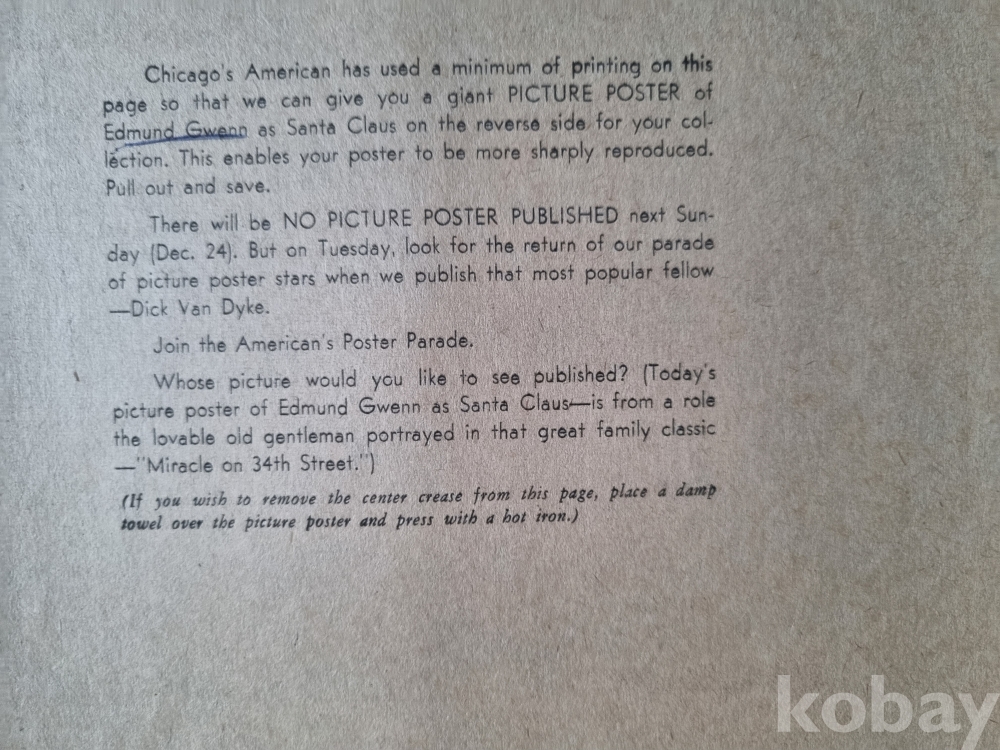 Chicago's American has used a minimum of printing on this
page so that we can give you a giant PICTURE POSTER of
Edmund Gwenn as Santa Claus on the reverse side for your col-
lection. This enables your poster to be more sharply reproduced.
Pull out and save.
There will be NO PICTURE POSTER PUBLISHED next Sun-
day (Dec. 24). But on Tuesday, look for the return of our parade
of picture poster stars when we publish that most popular fellow
—Dick Van Dyke.
Join the American's Poster Parade.
Whose picture would you like to see published? (Today's
picture poster of Edmund Gwenn as Santa Claus—is from a role
the lovable old gentleman portrayed in that great family classic
—"Miracle on 34th Street.")
(If you wish to remove the center crease from this page, place a damp
towel over the picture poster and press with a hot iron.)
kobay